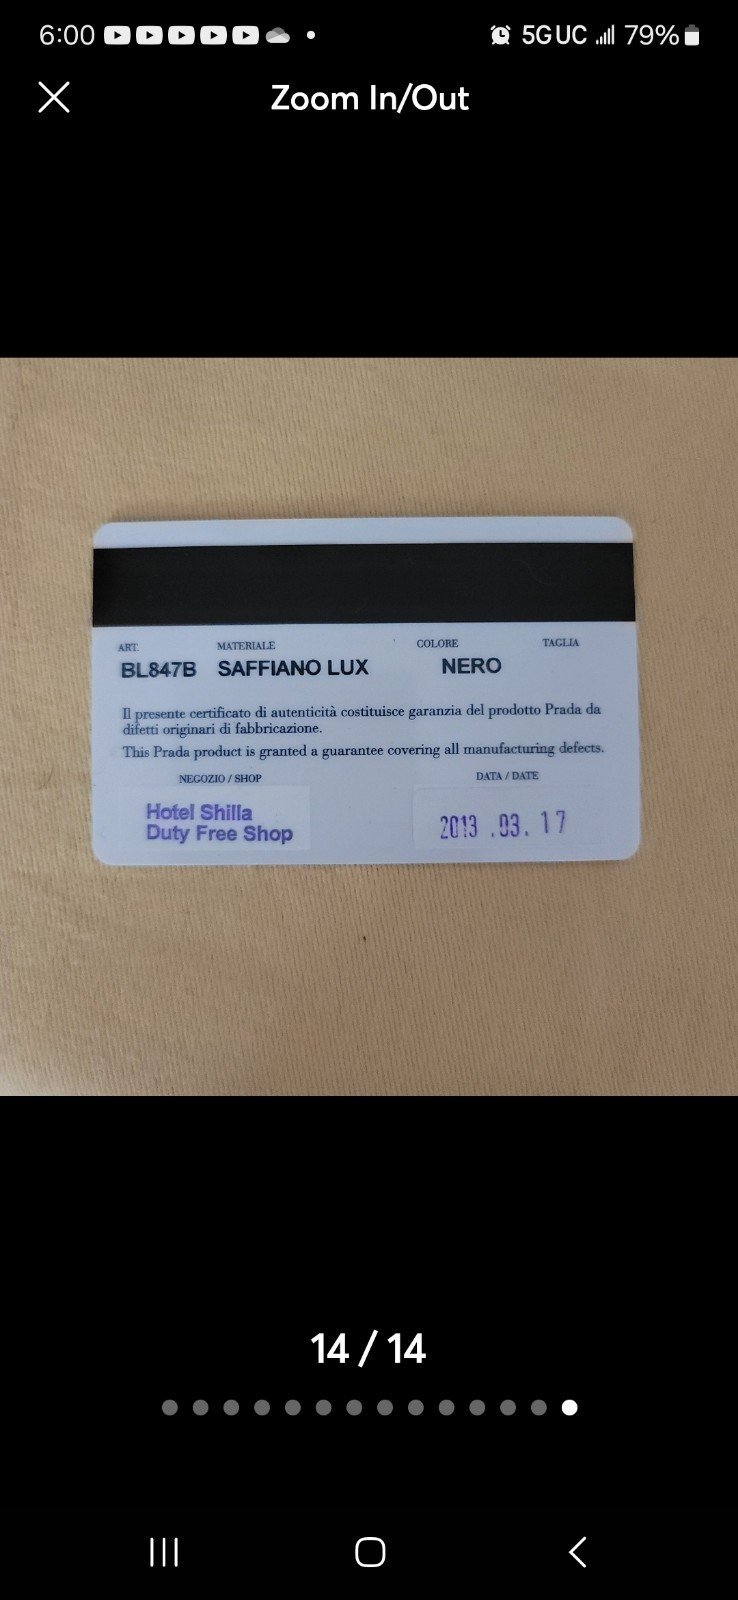 6:00
5G UC 79%
Zoom In/Out
ART. MATERIALE COLORE TAGLIA
BL847B SAFFIANO LUX NERO
Il presente certificato di autenticità costituisce garanzia del prodotto Prada da
difetti originari di fabbricazione.
This Prada product is granted a guarantee covering all manufacturing defects.
NEGOZIO / SHOP DATA / DATE
Hotel Shilla
Duty Free Shop
2013 .03. 17
14 / 14